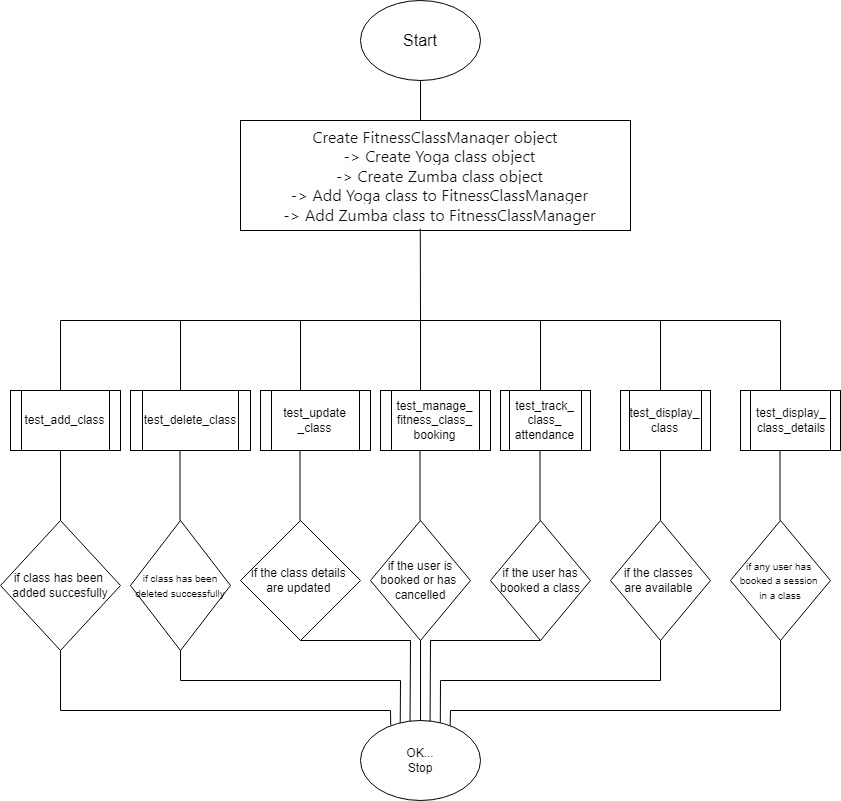 Start
Create FitnessClassManager object
-> Create Yoga class object
-> Create Zumba class object
-> Add Yoga class to FitnessClassManager
-> Add Zumba class to FitnessClassManager
test_add_class
test_delete_class
test_update
_class
test_manage_
fitness_class_
booking
test_track_
class_
attendance
test_display_
class
test_display_
class_details
if class has been
added succesfully
if class has been
deleted successfully
if the class details
are updated
if the user is
booked or has
cancelled
if the user has
booked a class
if the classes
are available
if any user has
booked a session
in a class
OK...
Stop